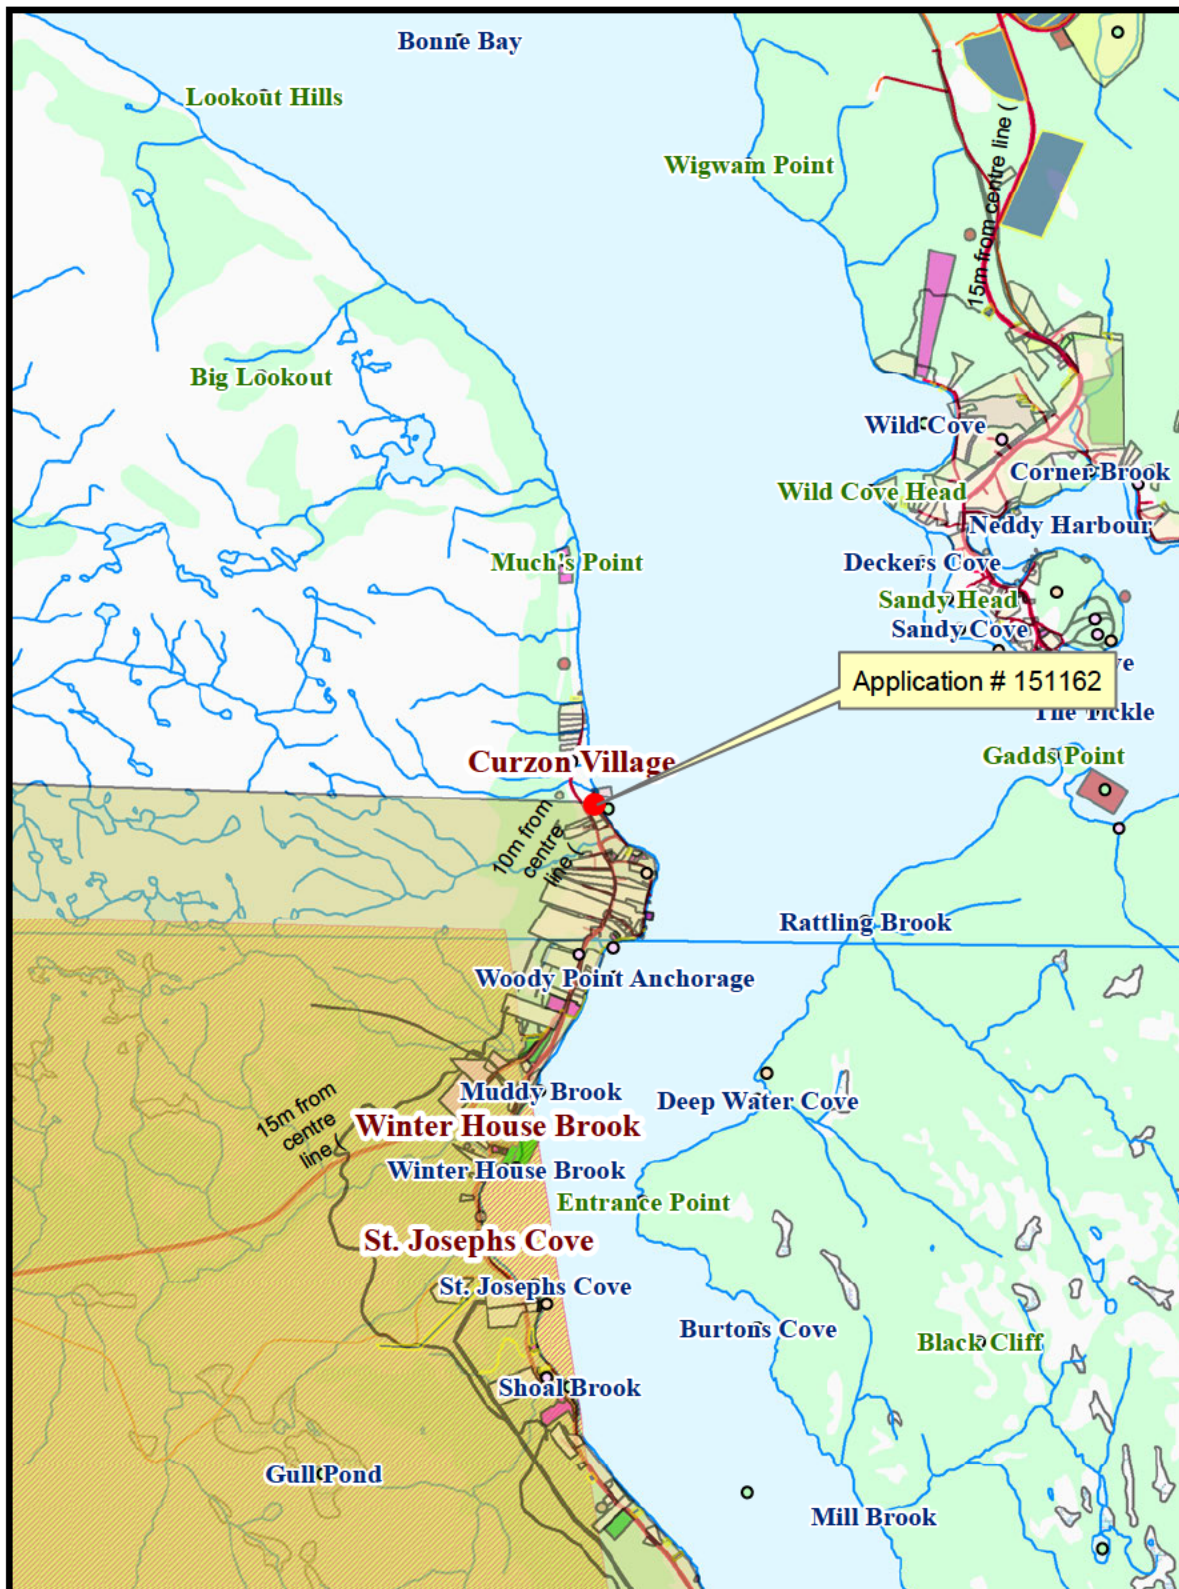 Bonne Bay
Lookout Hills
15m from centre line (
Wigwam Point
Big Lookout
Wild Cove
Corner Brook
Wild Cove Head
Neddy Harbour
Much's Point
Deckers Cove
Sandy Head
Sandy Cove
Application # 151162
ve
The Tickle
Gadds Point
Curzon Village
10m from
centre
line (
Rattling Brook
Woody Point Anchorage
Muddy Brook
Deep Water Cove
15m from
centre
line (
Winter House Brook
Winter House Brook
Entrance Point
St. Josephs Cove
St. Josephs Cove
Burtons Cove
Black Cliff
Shoal Brook
Gull Pond
Mill Brook